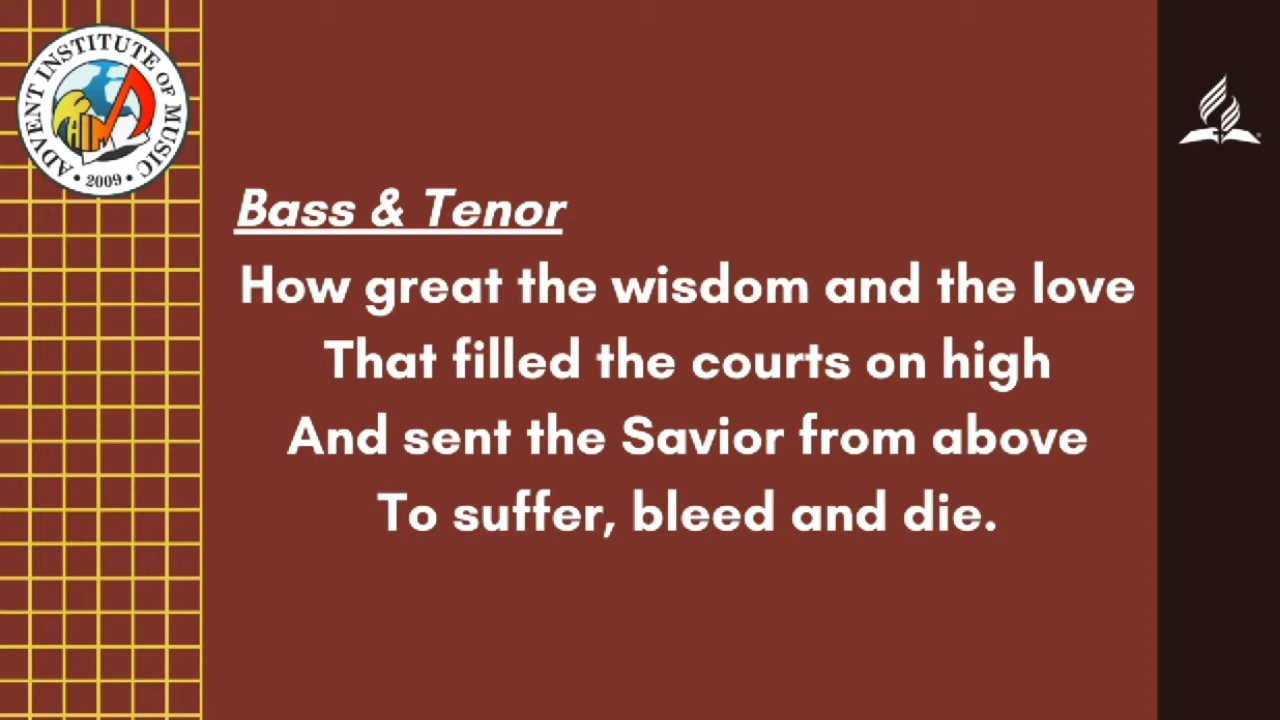 ADVENT INSTITUTE OF MUSIC
AIM
• 2009 •
Bass & Tenor
How great the wisdom and the love
That filled the courts on high
And sent the Savior from above
To suffer, bleed and die.